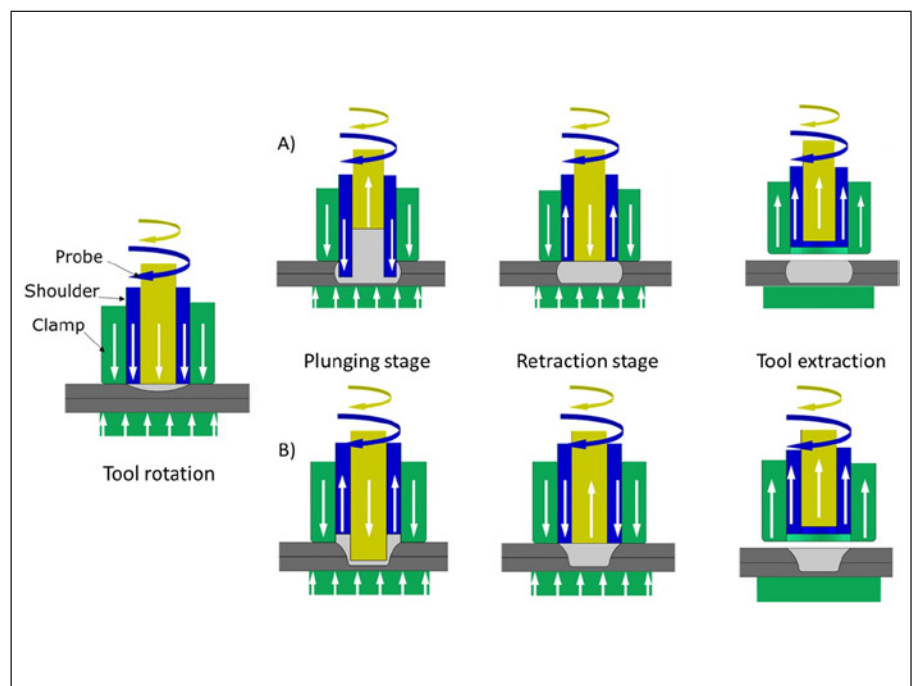 A)
Probe
Shoulder
Clamp
Plunging stage
Retraction stage
Tool extraction
B)
Tool rotation